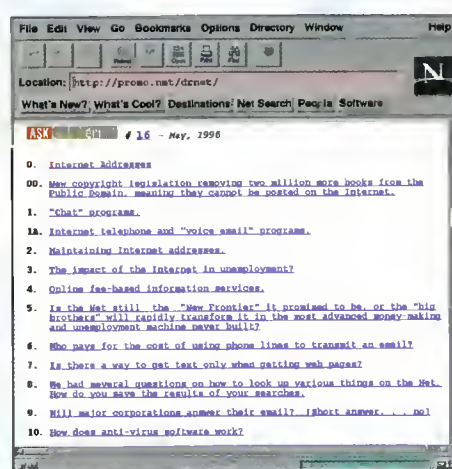 File Edit View Go Bookmarks Options Directory Window Help
Reload Open Print Find
Location: http://promo.net/drnet/
N
What's New? What's Cool? Destinations Net Search People Software
ASK # 16 - May, 1996
0. Internet Addresses
00. New copyright legislation removing two million more books from the
Public Domain, meaning they cannot be posted on the Internet.
1. "Chat" programs.
1a. Internet telephone and "voice email" programs.
2. Maintaining Internet addresses.
3. The impact of the Internet in unemployment?
4. Online fee-based information services.
5. Is the Net still the "New Frontier" it promised to be, or the "big
brothers" will rapidly transform it in the most advanced money-making
and unemployment machine never built?
6. Who pays for the cost of using phone lines to transmit an email?
7. Is there a way to get text only when getting web pages?
8. We had several questions on how to look up various things on the Net.
How do you save the results of your searches.
9. Will major corporations answer their email? [Short answer. . . no]
10. How does anti-virus software work?